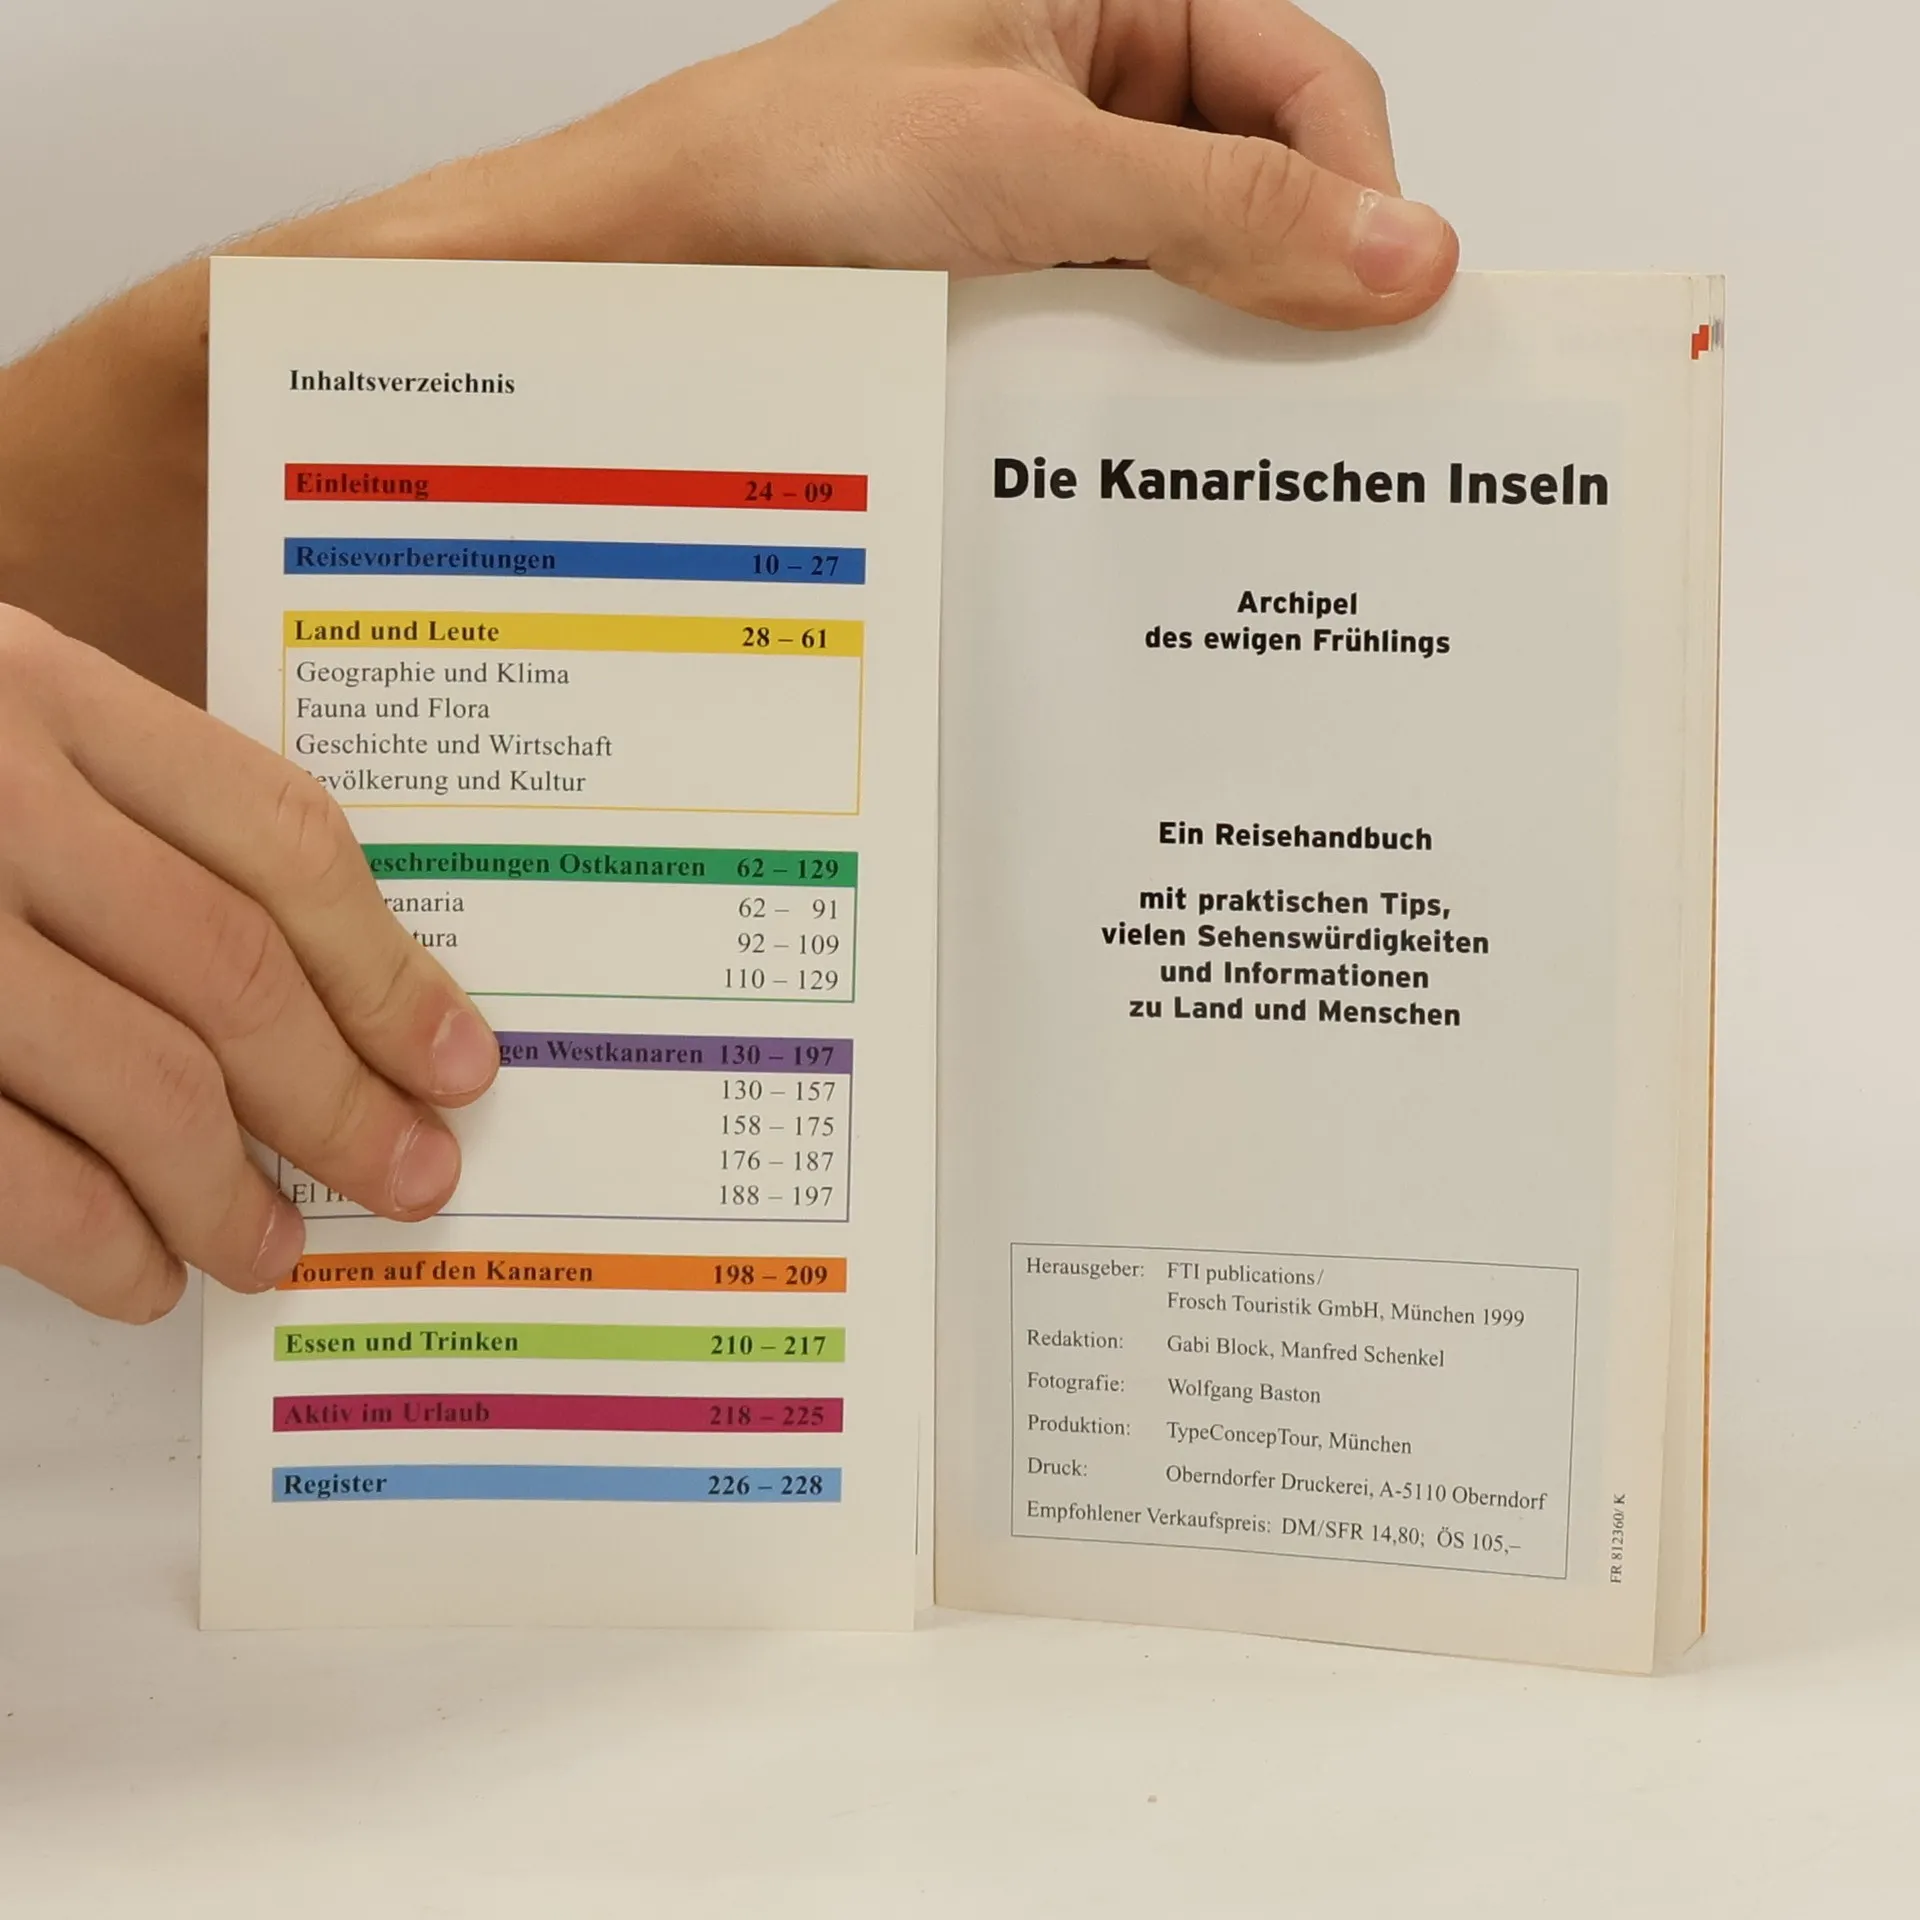 Inhaltsverzeichnis
Einleitung 24 – 09
Reisevorbereitungen 10 – 27
Land und Leute 28 – 61
Geographie und Klima
Fauna und Flora
Geschichte und Wirtschaft
und Kultur
Ostkanaren 62 – 129
62 – 91
92 – 109
110 – 129
Westkanaren 130 – 197
130 – 157
158 – 175
176 – 187
El 188 – 197
Touren auf den Kanaren 198 – 209
Essen und Trinken 210 – 217
Aktiv im Urlaub 218 – 225
Register 226 – 228
Die Kanarischen Inseln
Archipel
des ewigen Frühlings
Ein Reisehandbuch
mit praktischen Tips,
vielen Sehenswürdigkeiten
und Informationen
zu Land und Menschen
Herausgeber: FTI publications/
Frosch Touristik GmbH, München 1999
Redaktion: Gabi Block, Manfred Schenkel
Fotografie: Wolfgang Baston
Produktion: TypeConcepTour, München
Druck: Oberndorfer Druckerei, A-5110 Oberndorf
Empfohlener Verkaufspreis: DM/SFR 14,80; ÖS 105,–
FR 812360/ K